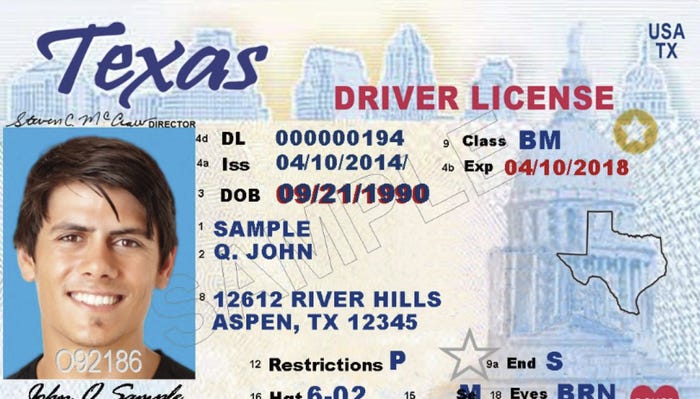 Texas
USA
TX
DRIVER LICENSE
Steven C. McCraw DIRECTOR
4d DL 000000194 9 Class BM
4a Iss 04/10/2014/ 4b Exp 04/10/2018
3 DOB 09/21/1990
1 SAMPLE
2 Q. JOHN
8 12612 RIVER HILLS
ASPEN, TX 12345
SAMPLE
092186
12 Restrictions P 9a End S
John Q Sample
16 Hgt 6-02 15 Sex M 18 Eyes BRN